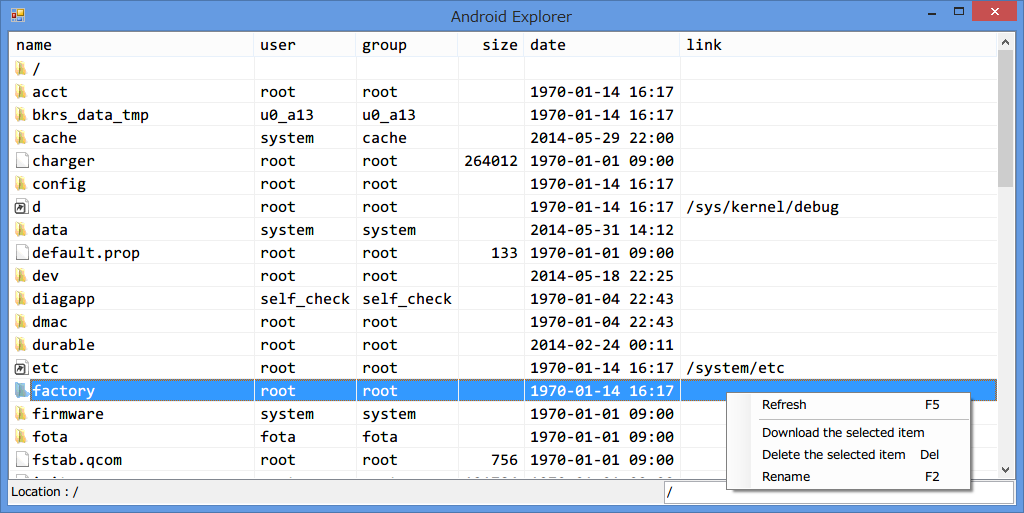 Android Explorer
name user group size date link
/
acct root root 1970-01-14 16:17
bkrs_data_tmp u0_a13 u0_a13 1970-01-14 16:17
cache system cache 2014-05-29 22:00
charger root root 264012 1970-01-01 09:00
config root root 1970-01-14 16:17
d root root 1970-01-14 16:17 /sys/kernel/debug
data system system 2014-05-31 14:12
default.prop root root 133 1970-01-01 09:00
dev root root 2014-05-18 22:25
diagapp self_check self_check 1970-01-04 22:43
dmac root root 1970-01-04 22:43
durable root root 2014-02-24 00:11
etc root root 1970-01-14 16:17 /system/etc
factory root root 1970-01-14 16:17
firmware system system 1970-01-01 09:00
fota fota fota 1970-01-01 09:00
fstab.qcom root root 756 1970-01-01 09:00
Refresh F5
Download the selected item
Delete the selected item Del
Rename F2
Location : /
/